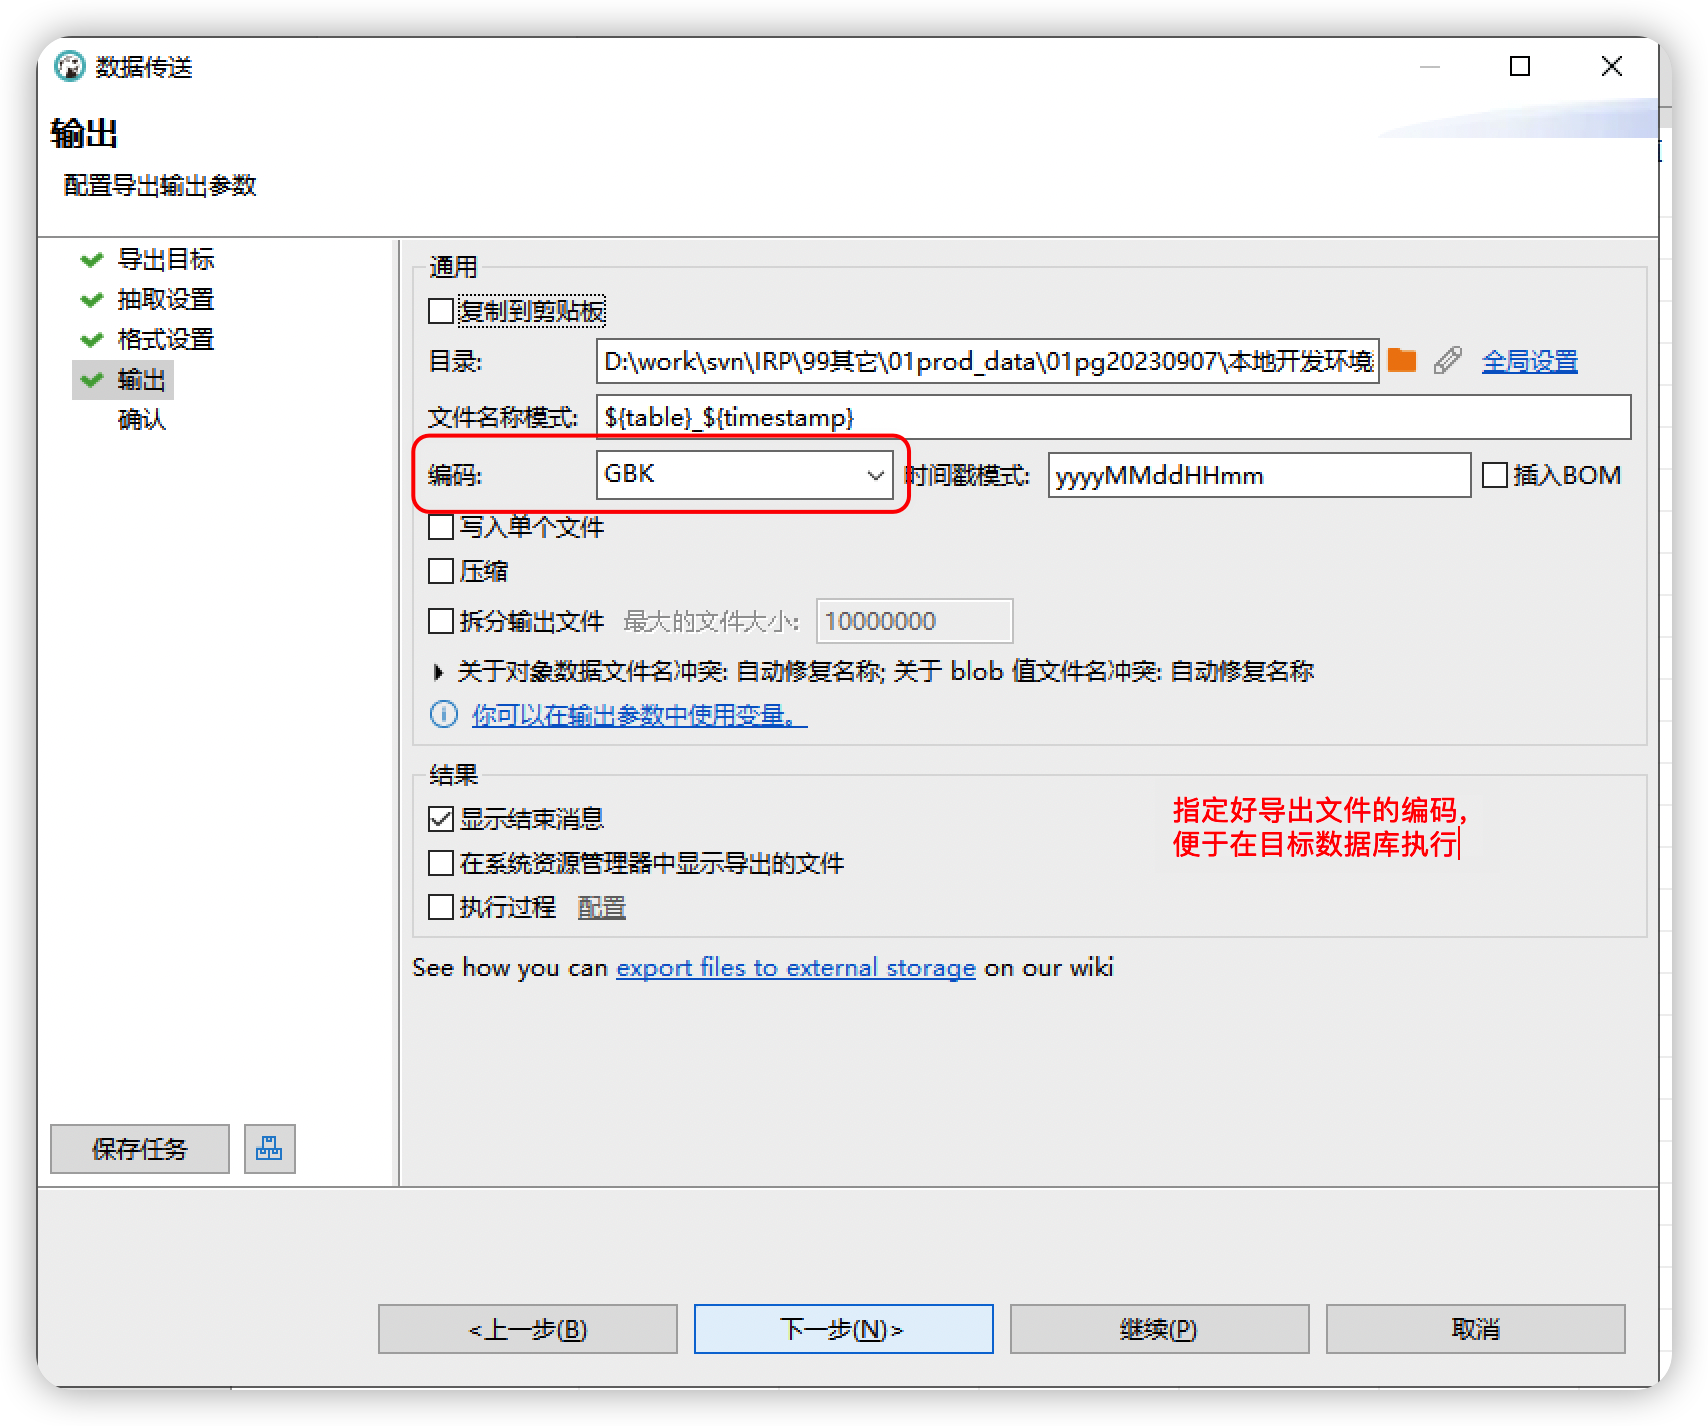 数据传送
输出
配置导出输出参数
导出目标
抽取设置
格式设置
输出
确认
通用
复制到剪贴板
目录: D:\work\svn\IRP\99其它\01prod_data\01pg20230907\本地开发环境 全局设置
文件名称模式: ${table}_${timestamp}
编码: GBK 时间戳模式: yyyyMMddHHmm 插入BOM
写入单个文件
压缩
拆分输出文件 最大的文件大小: 10000000
关于对象数据文件名冲突: 自动修复名称; 关于 blob 值文件名冲突: 自动修复名称
你可以在输出参数中使用变量。
结果
显示结束消息
在系统资源管理器中显示导出的文件
执行过程 配置
指定好导出文件的编码,
便于在目标数据库执行
See how you can export files to external storage on our wiki
保存任务
<上一步(B) 下一步(N)> 继续(P) 取消